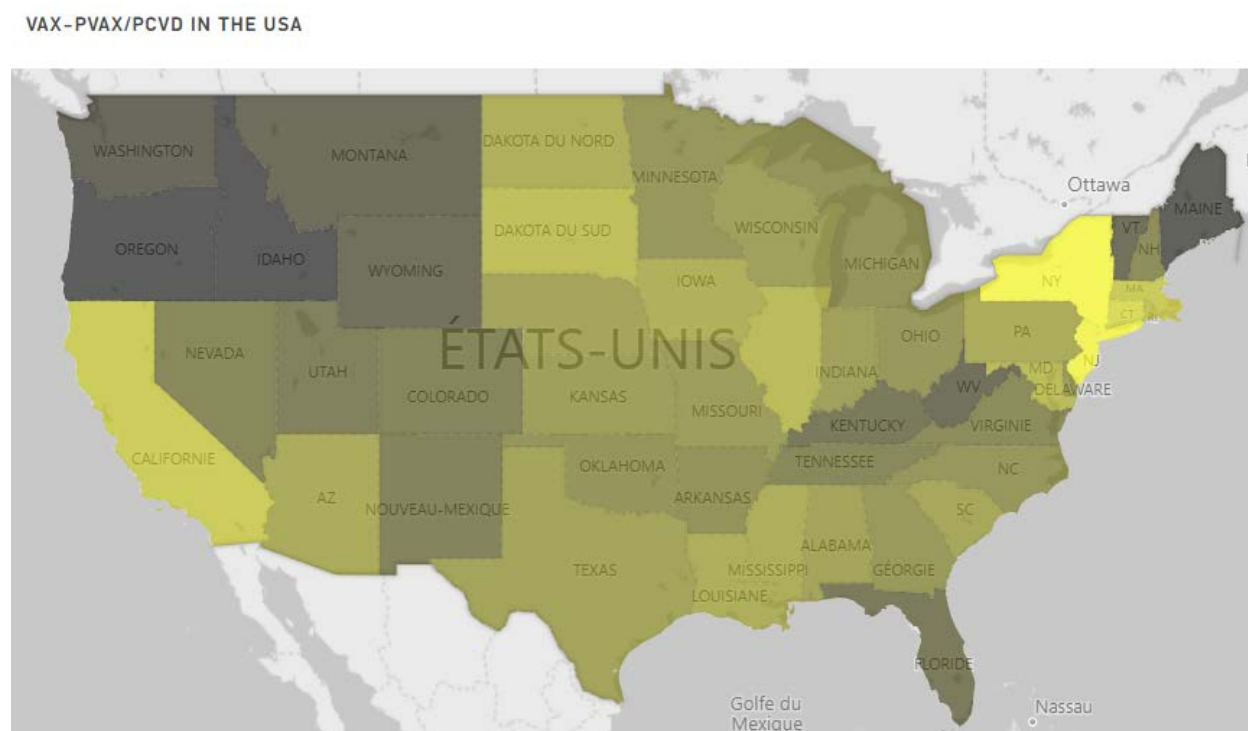 VAX-PVAX/PCVD IN THE USA
WASHINGTON
MONTANA
DAKOTA DU NORD
MINNESOTA
Ottawa
OREGON
IDAHO
WYOMING
DAKOTA DU SUD
WISCONSIN
MICHIGAN
VT
NH
MAINE
NY
MA
CT
IOWA
NEVADA
UTAH
COLORADO
ÉTATS-UNIS
KANSAS
MISSOURI
INDIANA
OHIO
PA
NJ
MD
DELAWARE
WV
KENTUCKY
VIRGINIE
CALIFORNIE
AZ
NOUVEAU-MEXIQUE
OKLAHOMA
ARKANSAS
TENNESSEE
NC
SC
TEXAS
LOUISIANE
MISSISSIPPI
ALABAMA
GÉORGIE
FLORIDE
Golfe du
Mexique
Nassau